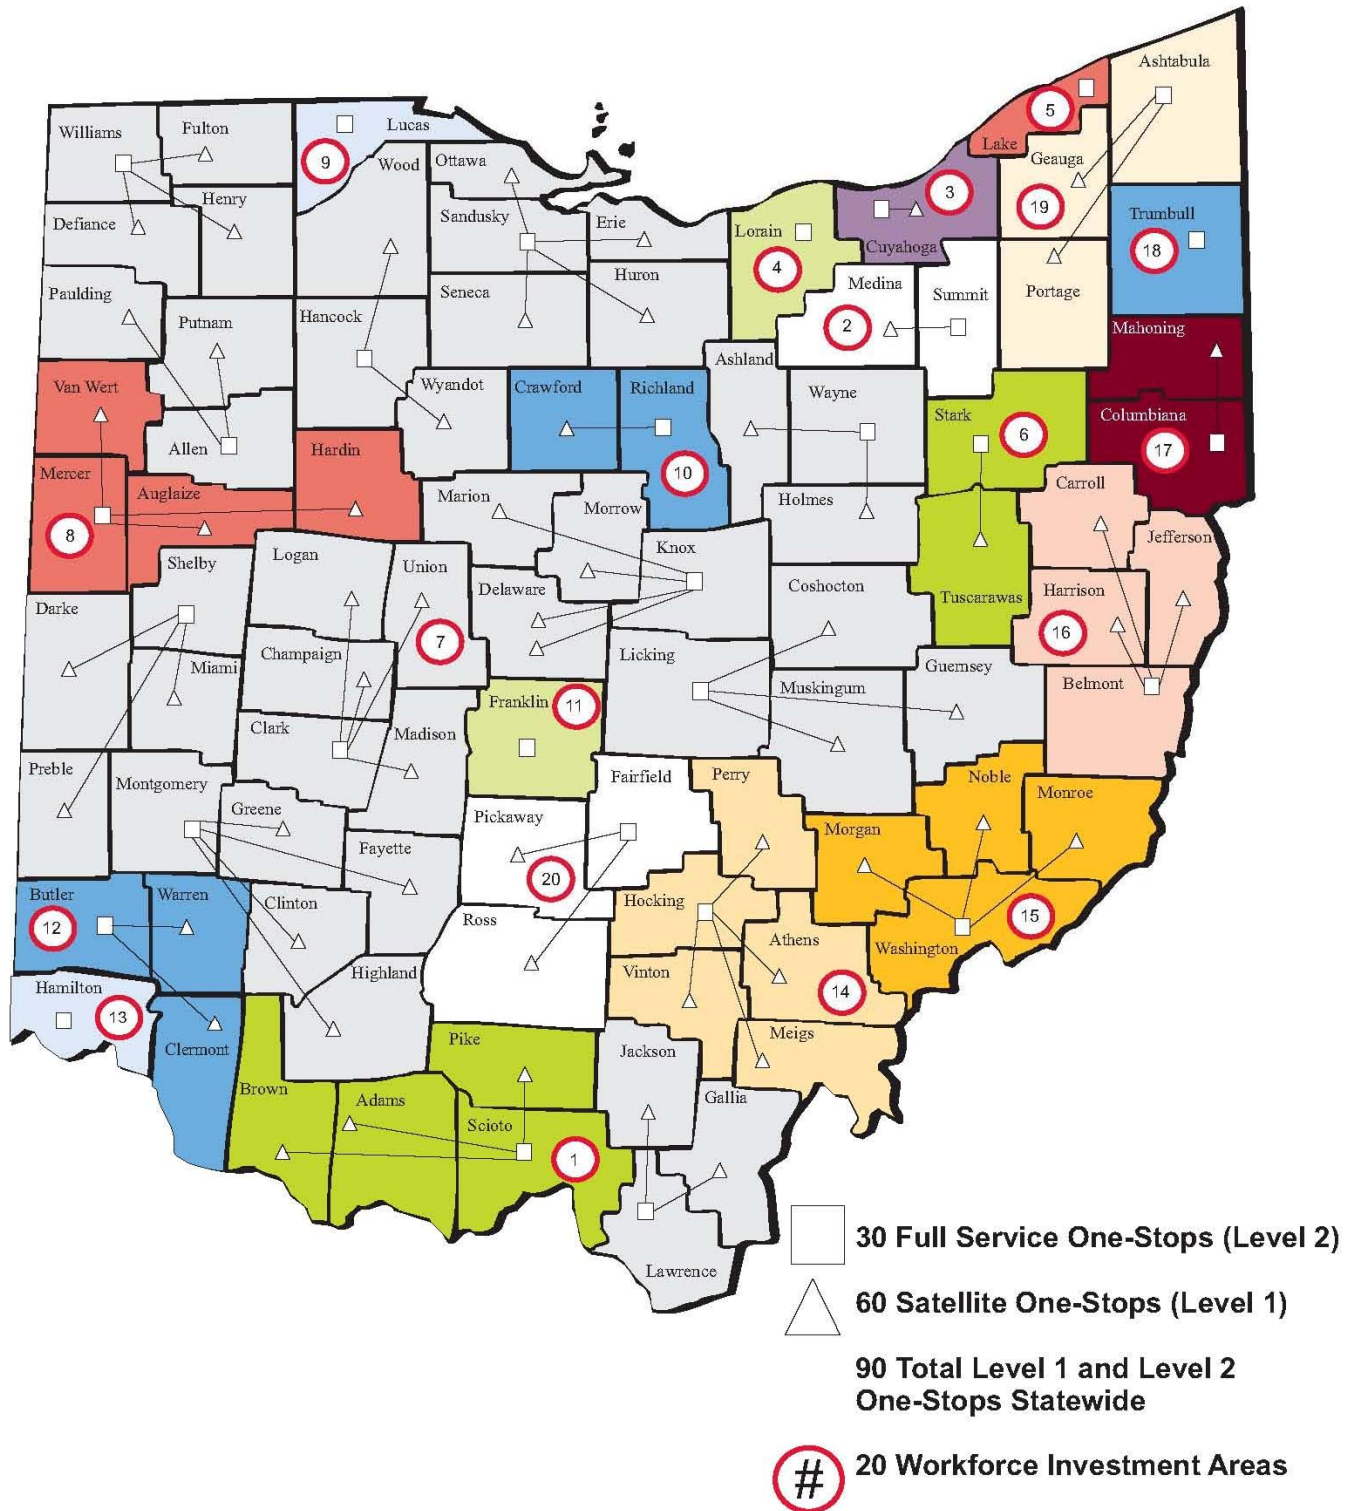 Ashtabula
5
Lake
Geauga
19
Williams
Fulton
Lucas
9
Wood
Ottawa
3
Cuyahoga
Trumbull
18
Defiance
Henry
Sandusky
Erie
Lorain
4
Medina
2
Summit
Portage
Paulding
Putnam
Hancock
Seneca
Huron
Mahoning
Ashland
Van Wert
Allen
Wyandot
Crawford
Richland
10
Wayne
Stark
6
Columbiana
17
Mercer
8
Auglaize
Hardin
Marion
Morrow
Holmes
Carroll
Jefferson
Shelby
Logan
Union
7
Delaware
Knox
Coshocton
Tuscarawas
Harrison
16
Darke
Miami
Champaign
Licking
Muskingum
Guernsey
Belmont
Clark
Madison
Franklin
11
Preble
Montgomery
Greene
Fayette
Pickaway
20
Fairfield
Perry
Morgan
Noble
Monroe
Butler
12
Warren
Clinton
Ross
Hocking
Athens
14
Washington
15
Hamilton
13
Highland
Vinton
Meigs
Clermont
Brown
Adams
Pike
Scioto
1
Jackson
Gallia
Lawrence
30 Full Service One-Stops (Level 2)
60 Satellite One-Stops (Level 1)
90 Total Level 1 and Level 2
One-Stops Statewide
# 20 Workforce Investment Areas